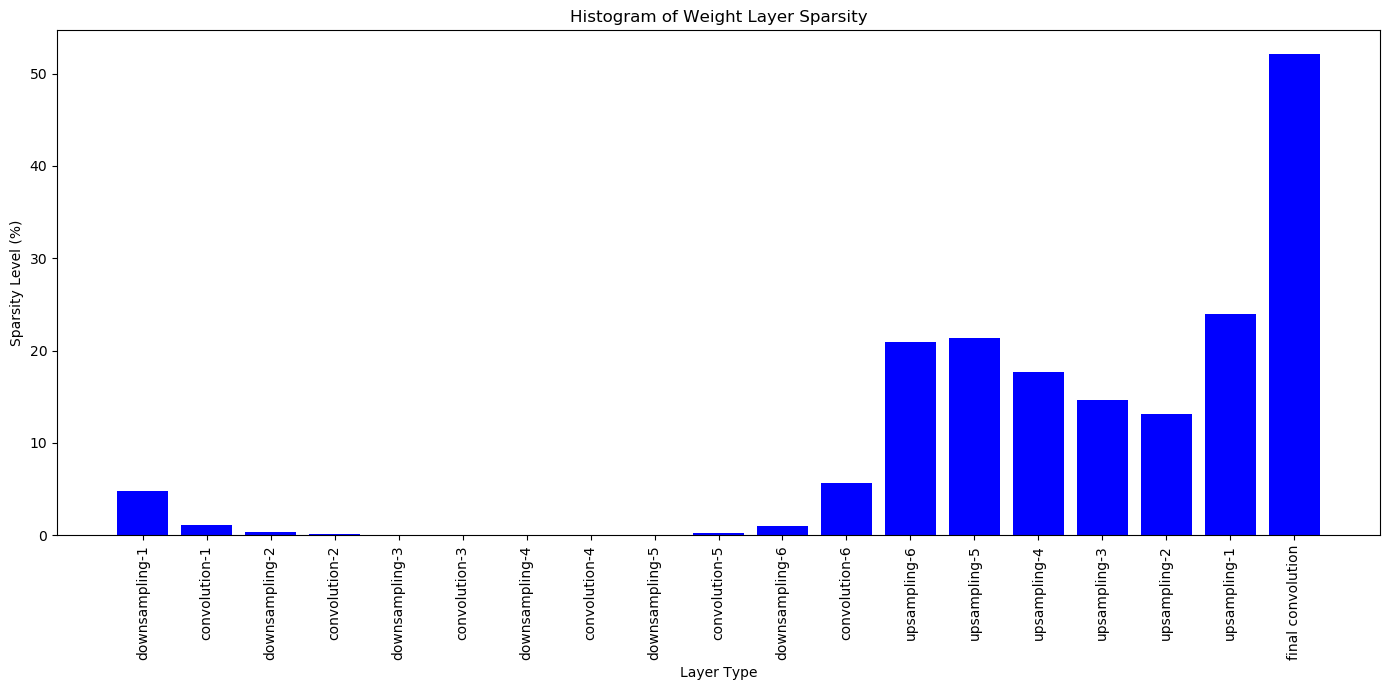 Histogram of Weight Layer Sparsity
Sparsity Level (%)
50
40
30
20
10
0
downsampling-1
convolution-1
downsampling-2
convolution-2
downsampling-3
convolution-3
downsampling-4
convolution-4
downsampling-5
convolution-5
downsampling-6
convolution-6
upsampling-6
upsampling-5
upsampling-4
upsampling-3
upsampling-2
upsampling-1
final convolution
Layer Type